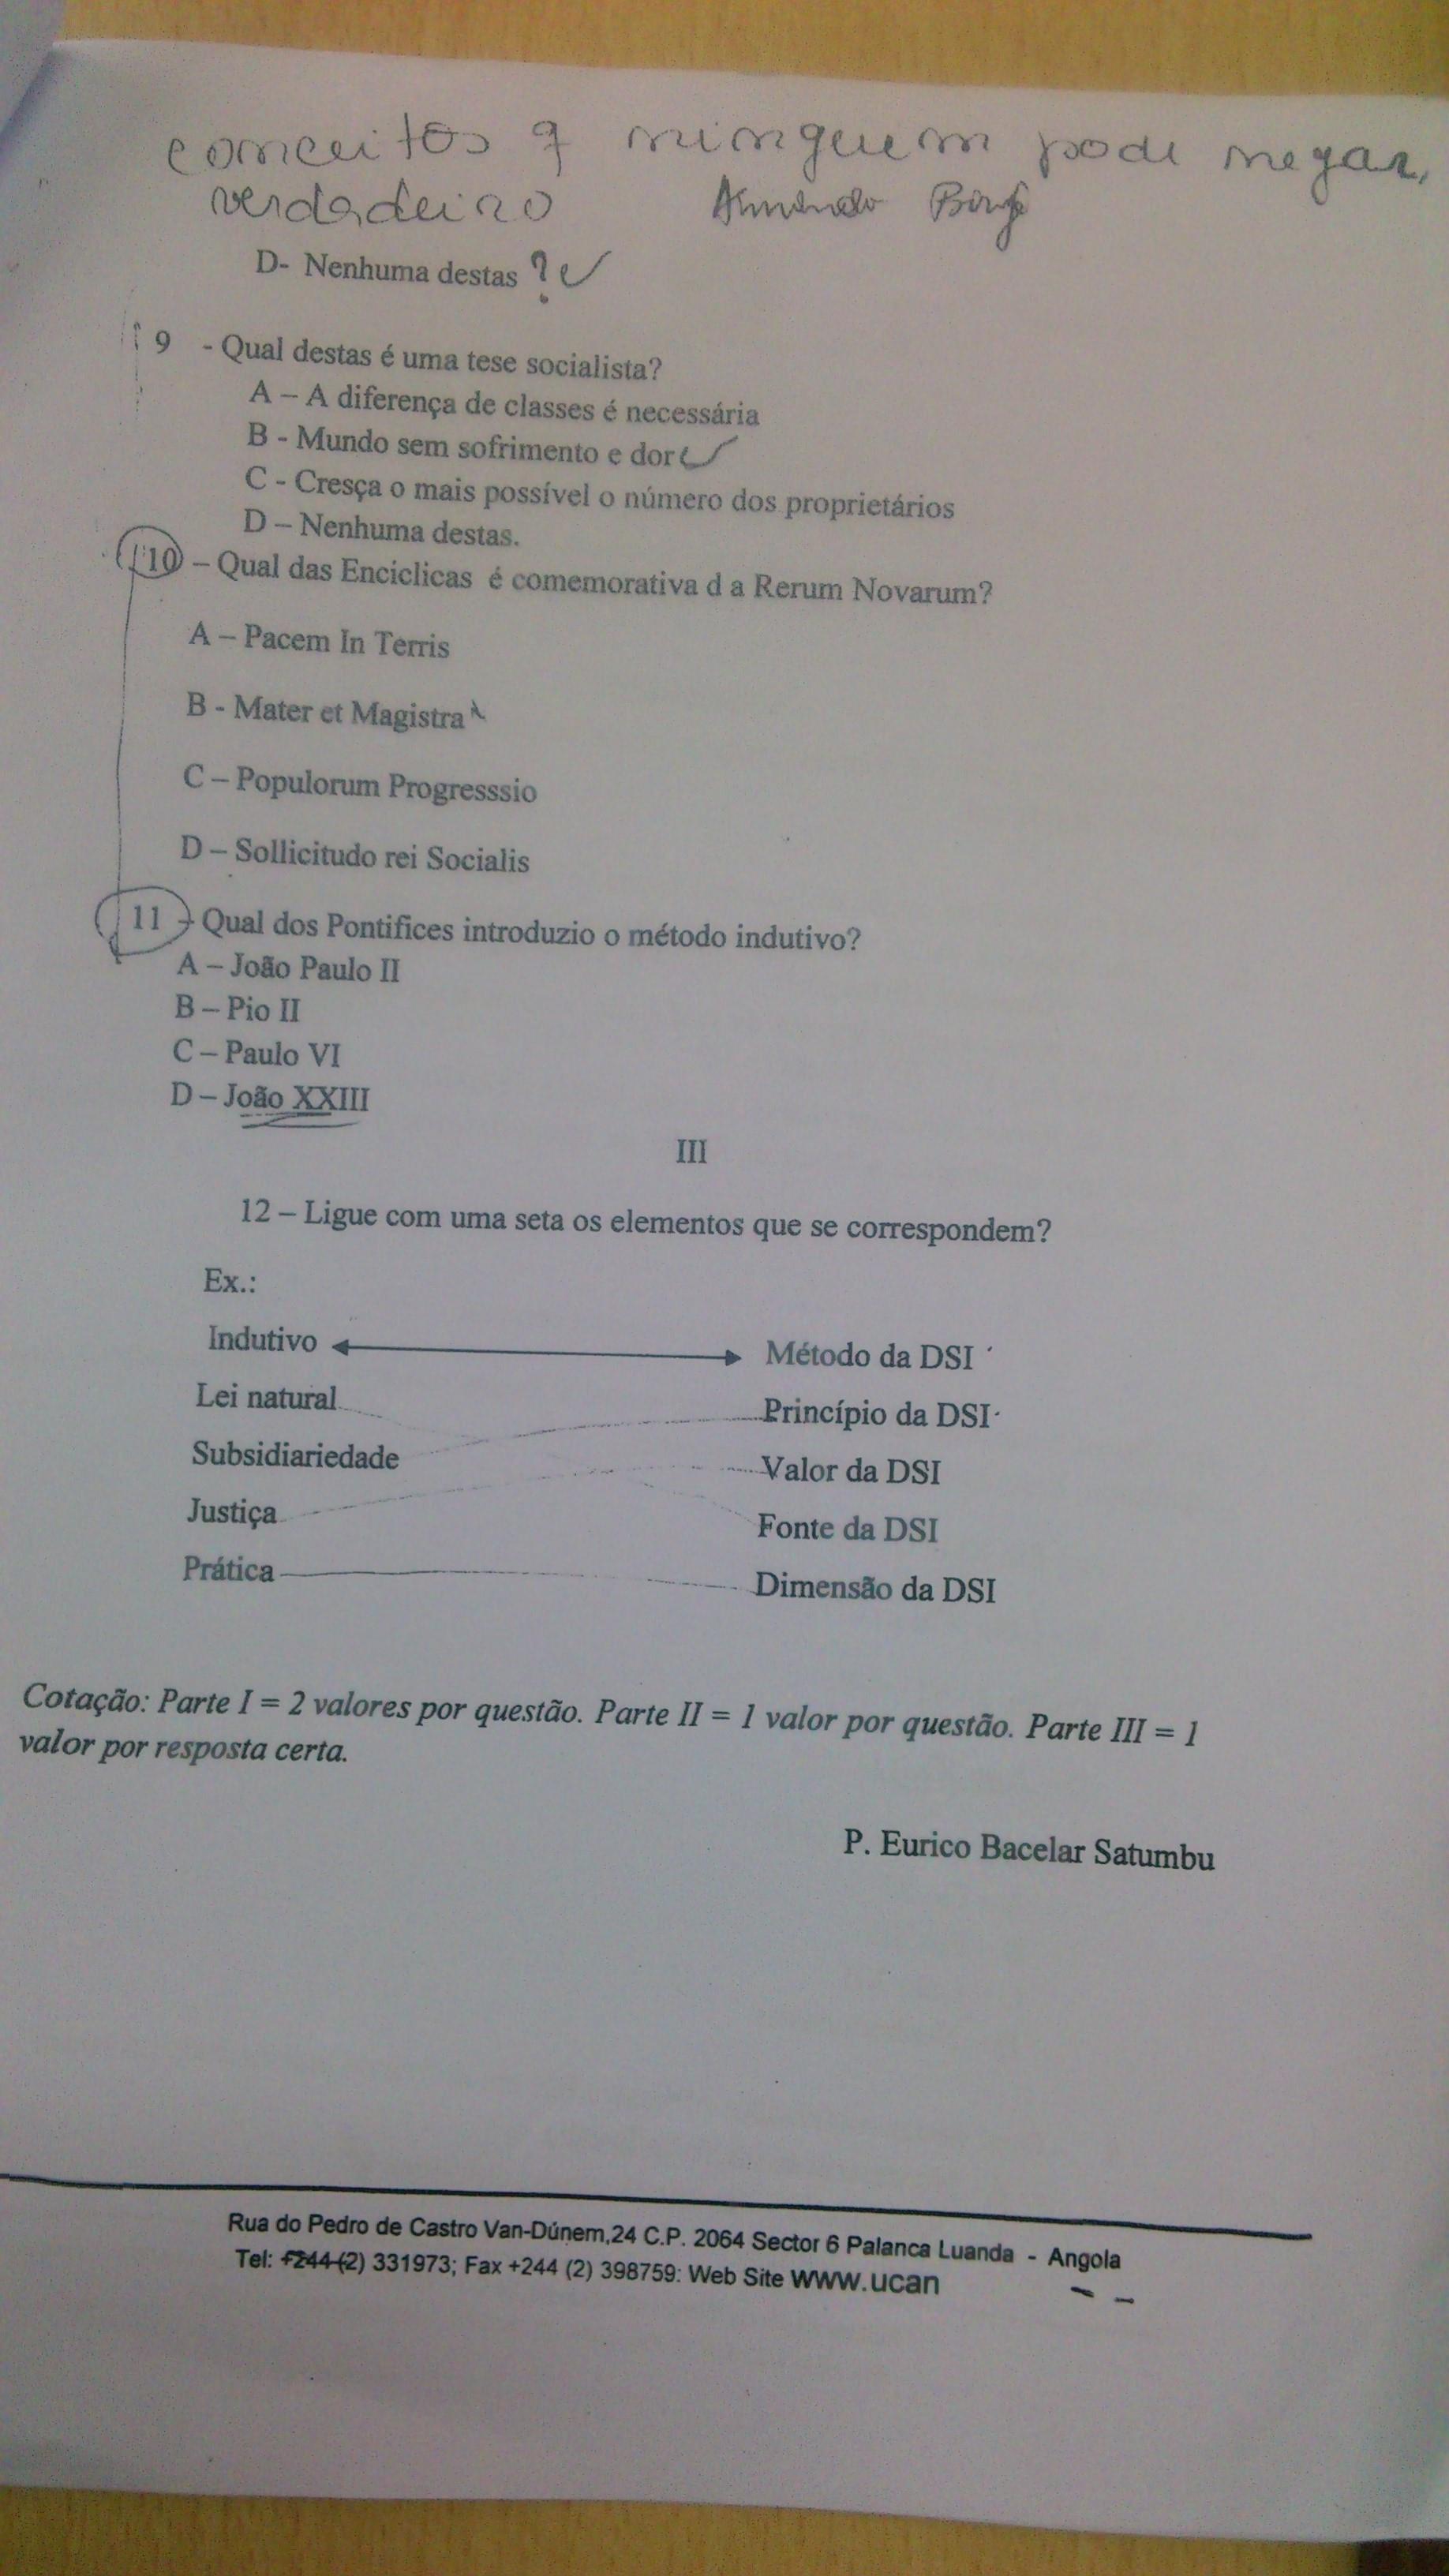 conceitos q ninguem pode negar,
verdadeiro Armando
D- Nenhuma destas ?
9 - Qual destas é uma tese socialista?
A – A diferença de classes é necessária
B - Mundo sem sofrimento e dor
C - Cresça o mais possível o número dos proprietários
D – Nenhuma destas.
10 – Qual das Enciclicas é comemorativa d a Rerum Novarum?
A – Pacem In Terris
B - Mater et Magistra
C – Populorum Progresssio
D – Sollicitudo rei Socialis
11 - Qual dos Pontifices introduzio o método indutivo?
A – João Paulo II
B – Pio II
C – Paulo VI
D – João XXIII
III
12 – Ligue com uma seta os elementos que se correspondem?
Ex.:
Indutivo Método da DSI
Lei natural Princípio da DSI
Subsidiariedade Valor da DSI
Justiça Fonte da DSI
Prática Dimensão da DSI
Cotação: Parte I = 2 valores por questão. Parte II = 1 valor por questão. Parte III = 1
valor por resposta certa.
P. Eurico Bacelar Satumbu
Rua do Pedro de Castro Van-Dúnem,24 C.P. 2064 Sector 6 Palanca Luanda - Angola
Tel: +244 (2) 331973; Fax +244 (2) 398759: Web Site www.ucan